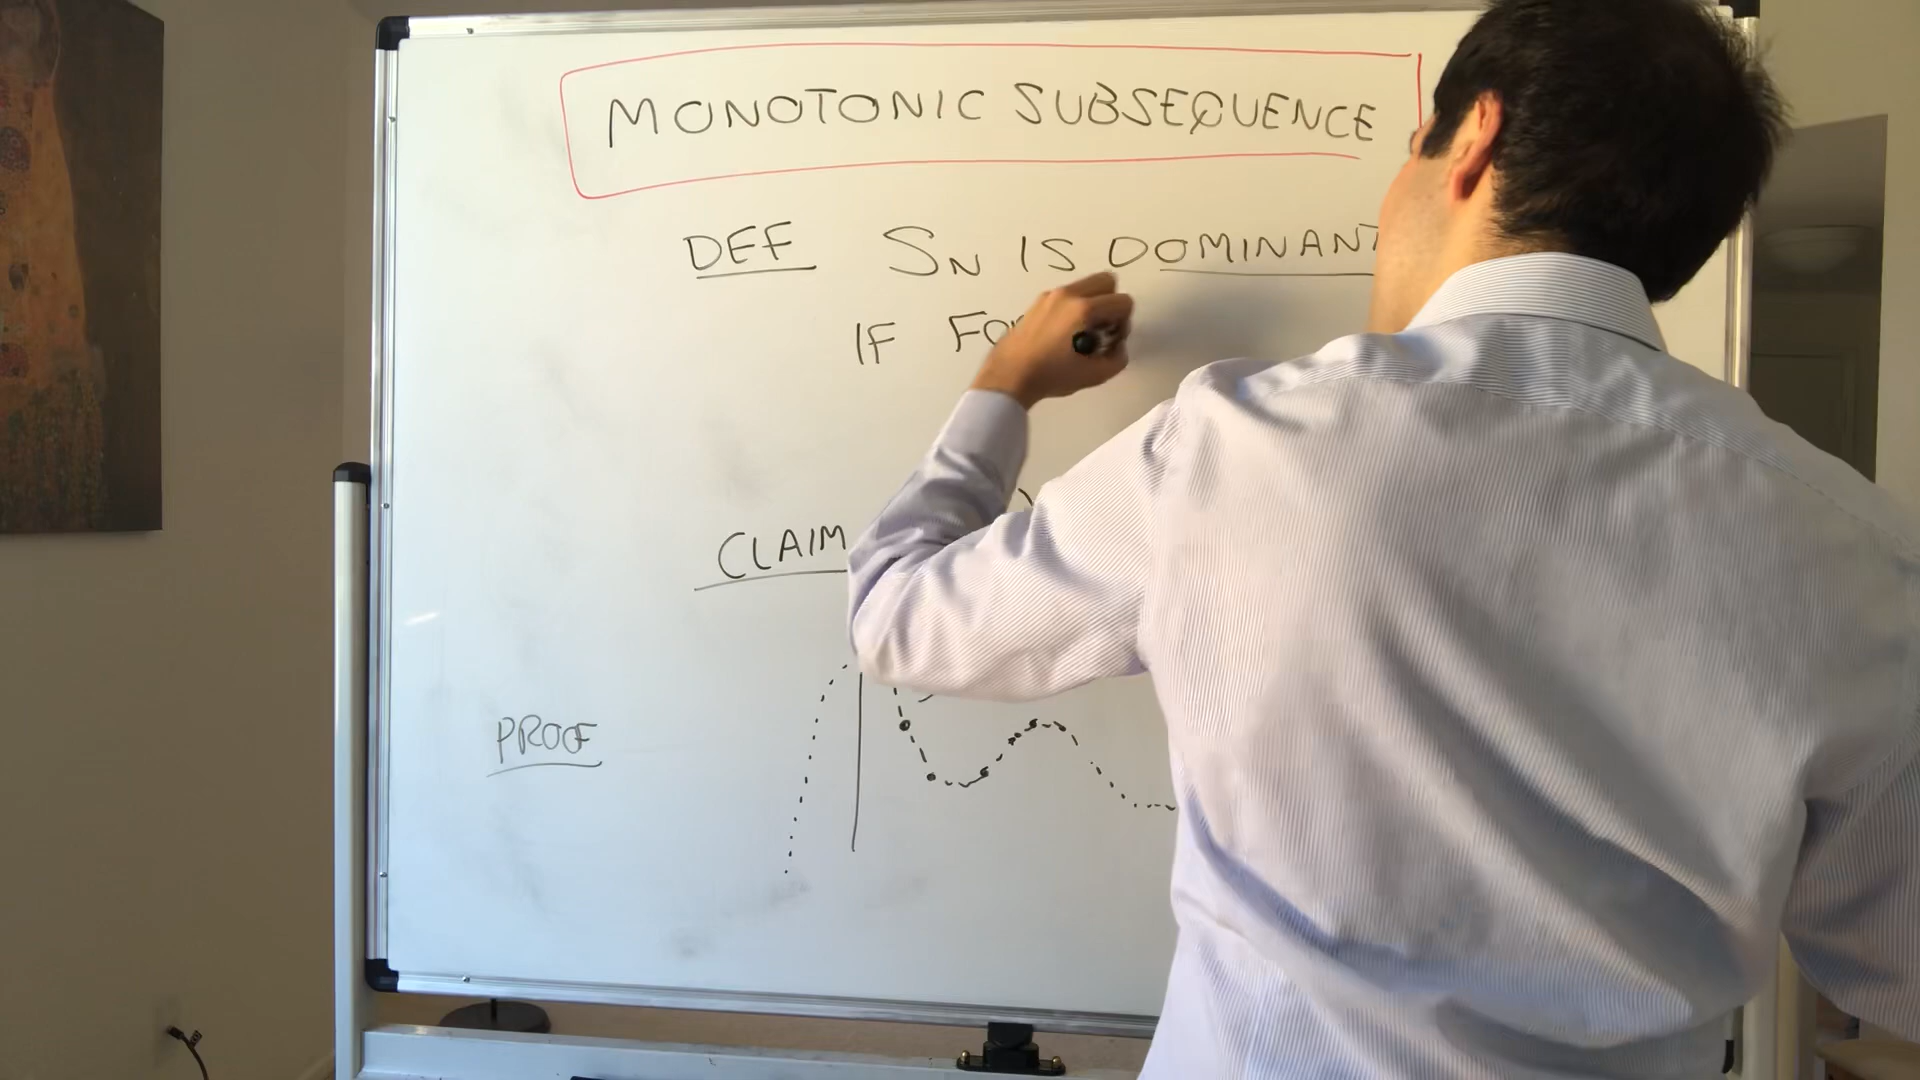 MONOTONIC SUBSEQUENCE
DEF SN IS DOMINANT
IF
CLAIM
PROOF